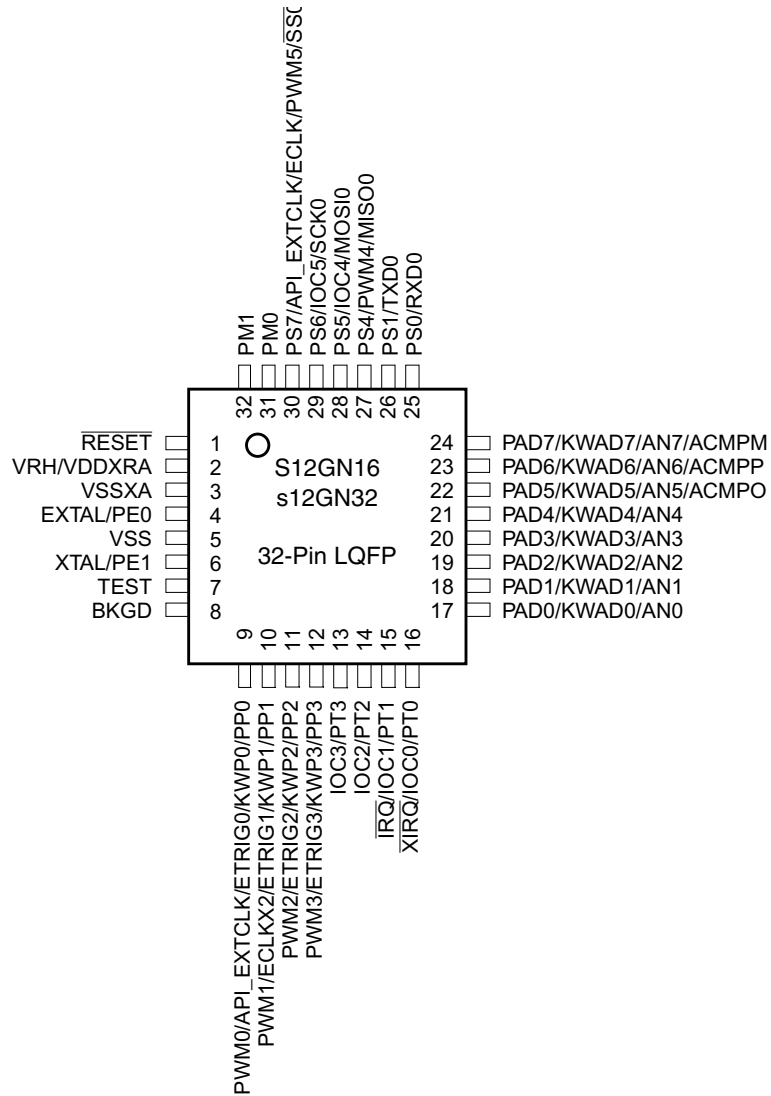 PS7/API_EXTCLK/ECLK/PWM5/SS0
PS6/IOC5/SCK0
PS5/IOC4/MOSI0
PS4/PWM4/MISO0
PS1/TXD0
PS0/RXD0
PM1
PM0
32
31
30
29
28
27
26
25
RESET 1
VRH/VDDXRA 2
VSSXA 3
EXTAL/PE0 4
VSS 5
XTAL/PE1 6
TEST 7
BKGD 8
S12GN16
s12GN32
32-Pin LQFP
24 PAD7/KWAD7/AN7/ACMPM
23 PAD6/KWAD6/AN6/ACMPP
22 PAD5/KWAD5/AN5/ACMPO
21 PAD4/KWAD4/AN4
20 PAD3/KWAD3/AN3
19 PAD2/KWAD2/AN2
18 PAD1/KWAD1/AN1
17 PAD0/KWAD0/AN0
9
10
11
12
13
14
15
16
PWM0/API_EXTCLK/ETRIG0/KWP0/PP0
PWM1/ECLKX2/ETRIG1/KWP1/PP1
PWM2/ETRIG2/KWP2/PP2
PWM3/ETRIG3/KWP3/PP3
IOC3/PT3
IOC2/PT2
IRQ/IOC1/PT1
XIRQ/IOC0/PT0